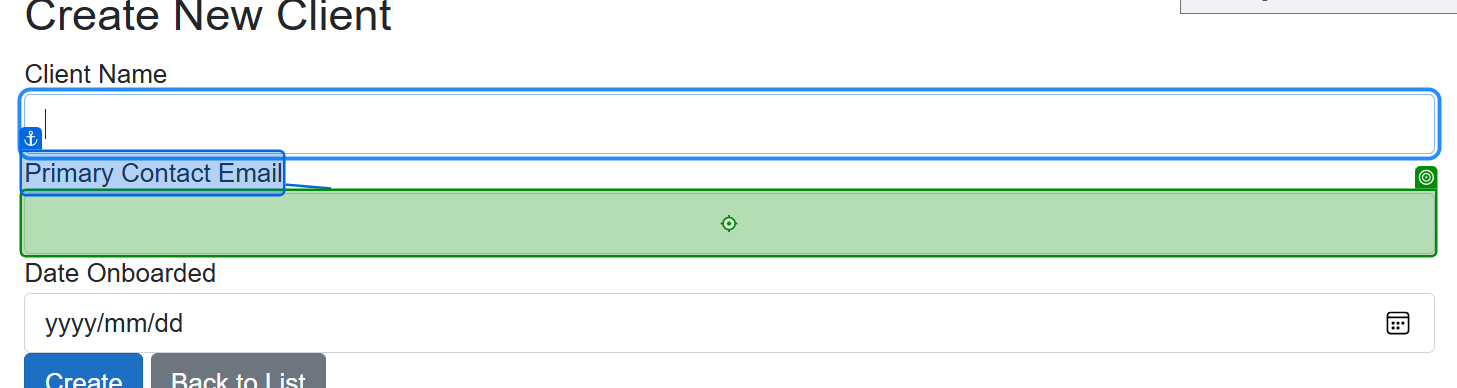 Create New Client
Client Name
Primary Contact Email
Date Onboarded
yyyy/mm/dd
Create
Back to List